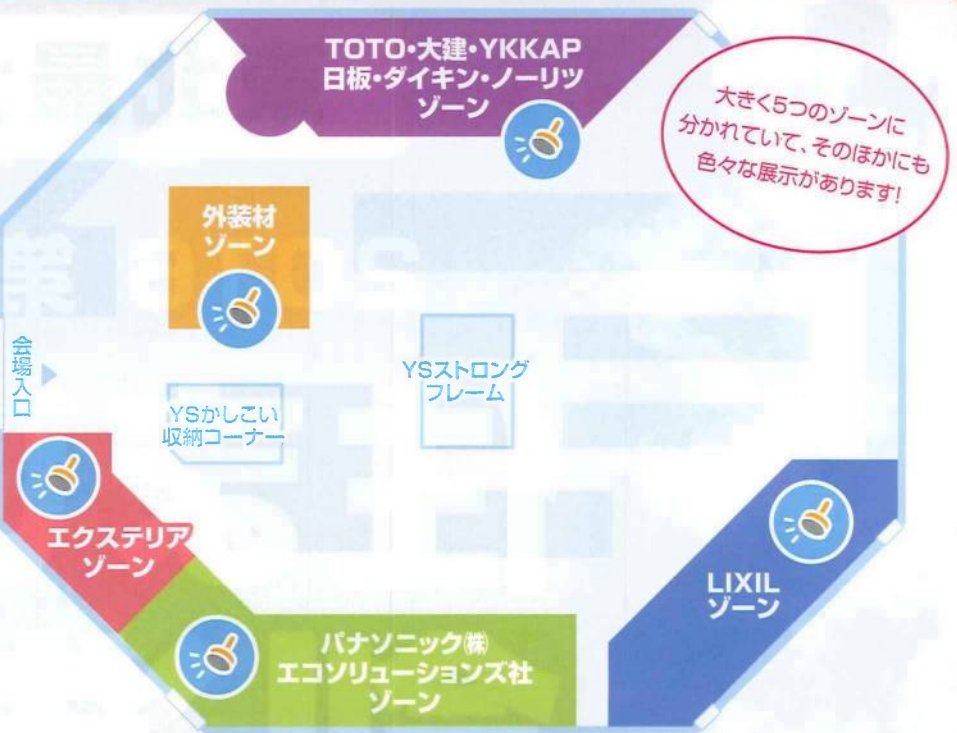 TOTO・大建・YKKAP
日板・ダイキン・ノーリツ
ゾーン
大きく5つのゾーンに
分かれていて、そのほかにも
色々な展示があります!
外装材
ゾーン
会場入口
YSストロング
フレーム
YSかしこい
収納コーナー
エクステリア
ゾーン
LIXIL
ゾーン
パナソニック㈱
エコソリューションズ社
ゾーン